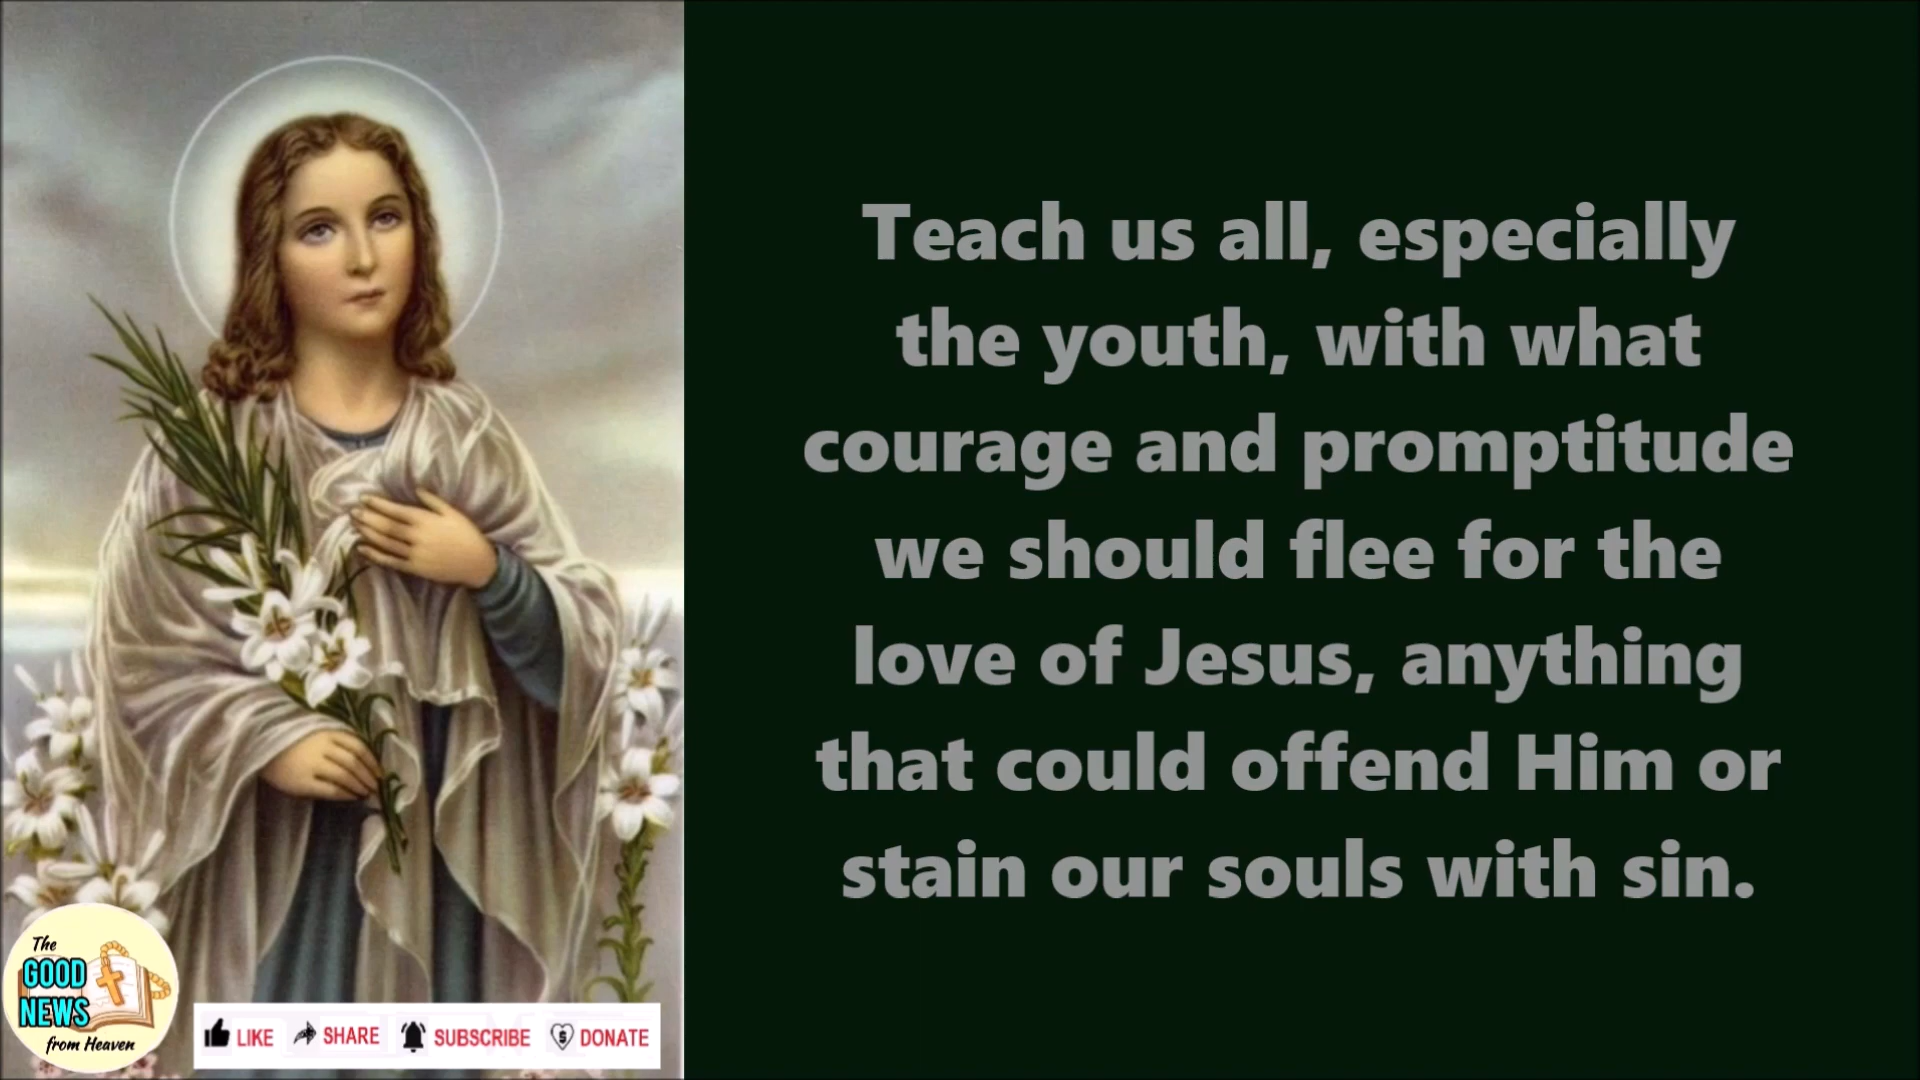 Teach us all, especially
the youth, with what
courage and promptitude
we should flee for the
love of Jesus, anything
that could offend Him or
stain our souls with sin.
The
GOOD
NEWS
from Heaven
LIKE SHARE SUBSCRIBE DONATE